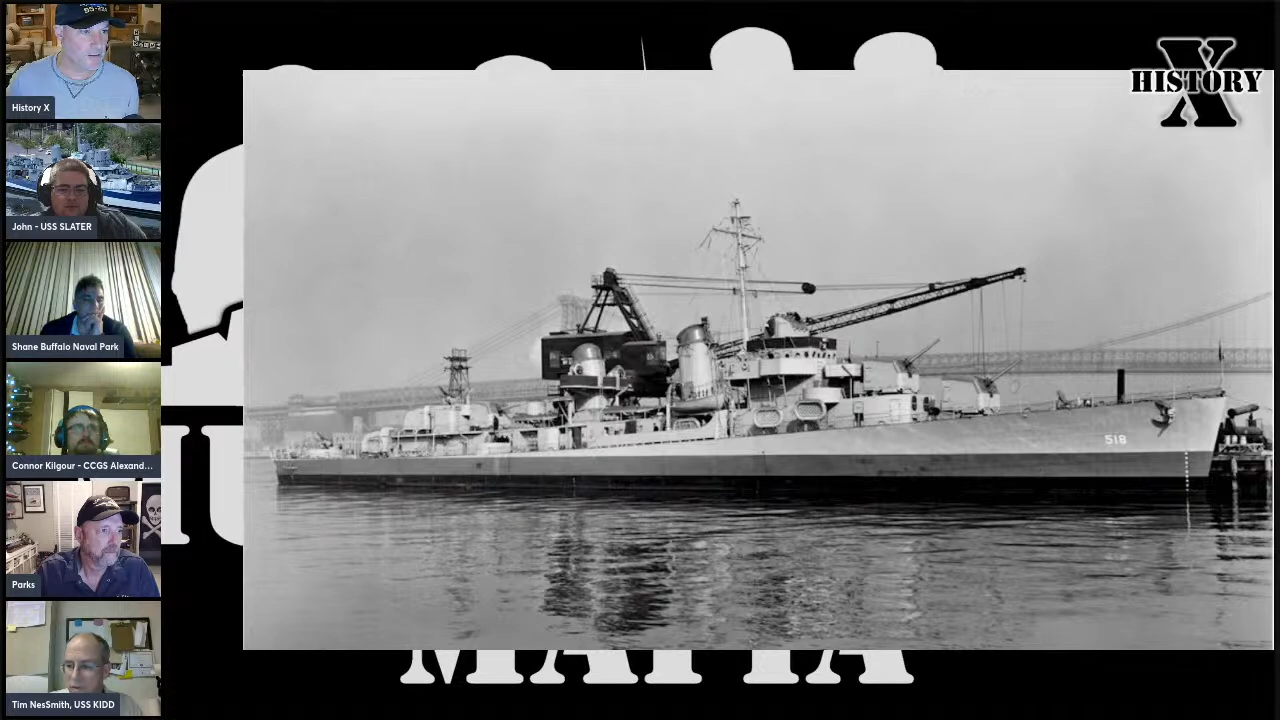 History X
John - USS SLATER
Shane Buffalo Naval Park
Connor Kilgour - CCGS Alexand...
Parks
Tim NesSmith, USS KIDD
X
HISTORY
518
MAFIA